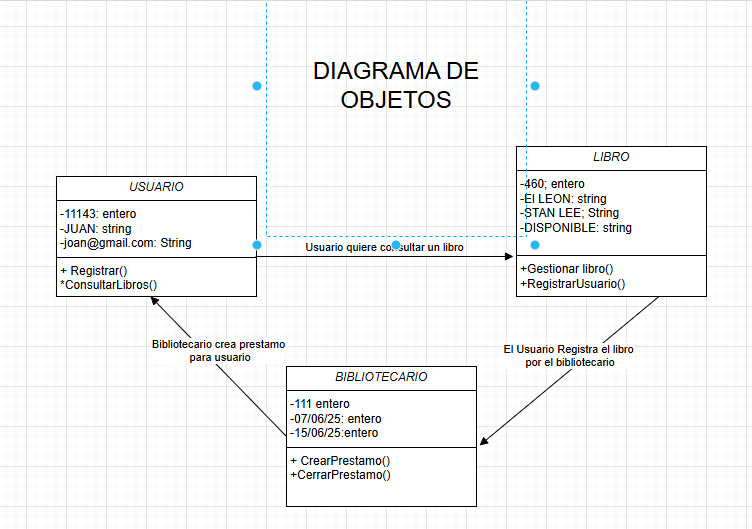 DIAGRAMA DE
OBJETOS
USUARIO
-11143: entero
-JUAN: string
-joan@gmail.com: String
+ Registrar()
*ConsultarLibros()
Usuario quiere consultar un libro
LIBRO
-460; entero
-El LEON: string
-STAN LEE; String
-DISPONIBLE: string
+Gestionar libro()
+RegistrarUsuario()
Bibliotecario crea prestamo
para usuario
El Usuario Registra el libro
por el bibliotecario
BIBLIOTECARIO
-111 entero
-07/06/25: entero
-15/06/25:entero
+ CrearPrestamo()
+CerrarPrestamo()